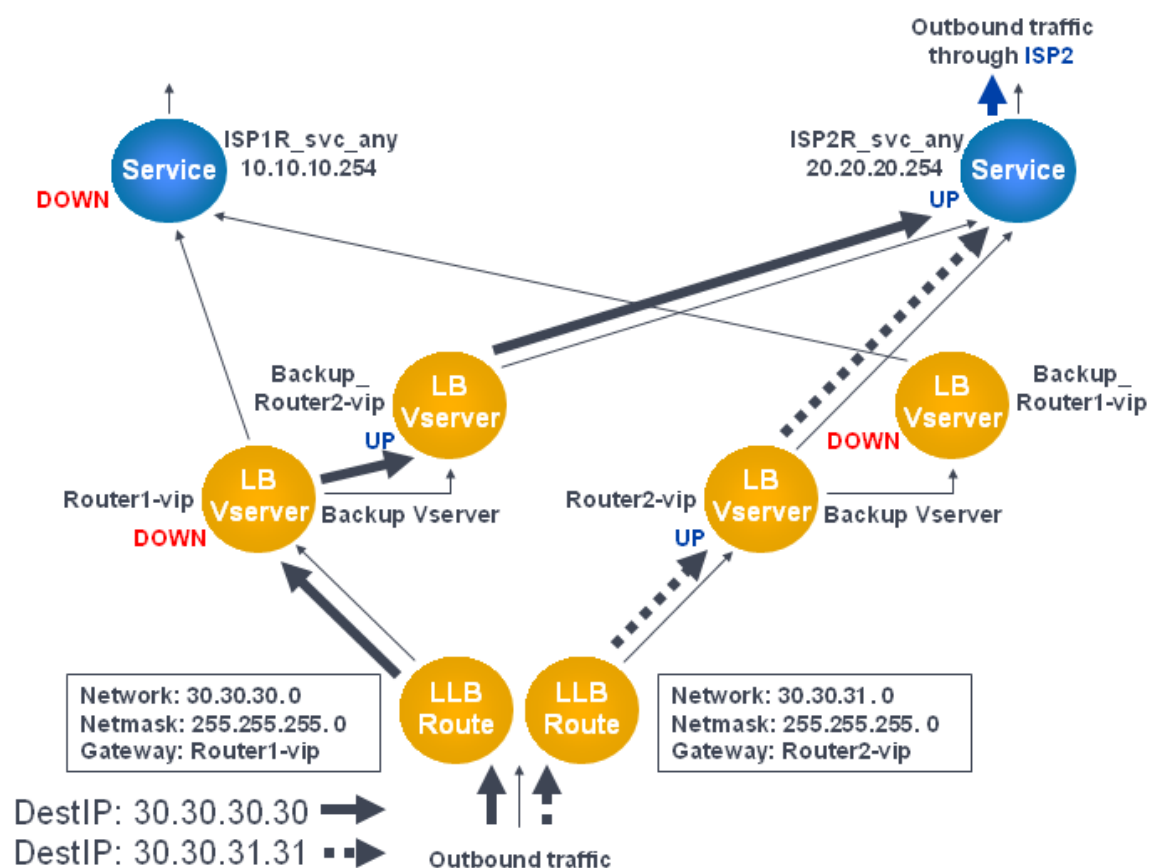 Outbound traffic
through ISP2
ISP1R_svc_any
10.10.10.254
Service
DOWN
ISP2R_svc_any
20.20.20.254
Service
UP
Backup_
Router2-vip
LB
Vserver
UP
LB
Vserver
Backup_
Router1-vip
DOWN
Router1-vip
LB
Vserver
Backup Vserver
DOWN
Router2-vip
LB
Vserver
Backup Vserver
UP
Network: 30.30.30.0
Netmask: 255.255.255. 0
Gateway: Router1-vip
LLB
Route
LLB
Route
Network: 30.30.31. 0
Netmask: 255.255.255. 0
Gateway: Router2-vip
DestIP: 30.30.30.30
DestIP: 30.30.31.31
Outbound traffic